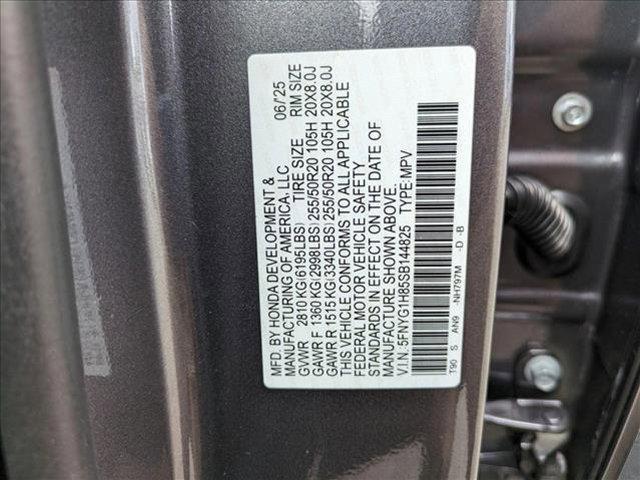 MFD. BY HONDA DEVELOPMENT &
MANUFACTURING OF AMERICA, LLC 06/25
GVWR 2810 KG(6195LBS) TIRE SIZE RIM SIZE
GAWR F 1360 KG(2998LBS) 255/50R20 105H 20X8.0J
GAWR R 1515 KG(3340LBS) 255/50R20 105H 20X8.0J
THIS VEHICLE CONFORMS TO ALL APPLICABLE
FEDERAL MOTOR VEHICLE SAFETY
STANDARDS IN EFFECT ON THE DATE OF
MANUFACTURE SHOWN ABOVE.
V.I.N. 5FNYG1H85SB144825 TYPE:MPV
T90 S AN9 -NH797M -D -B